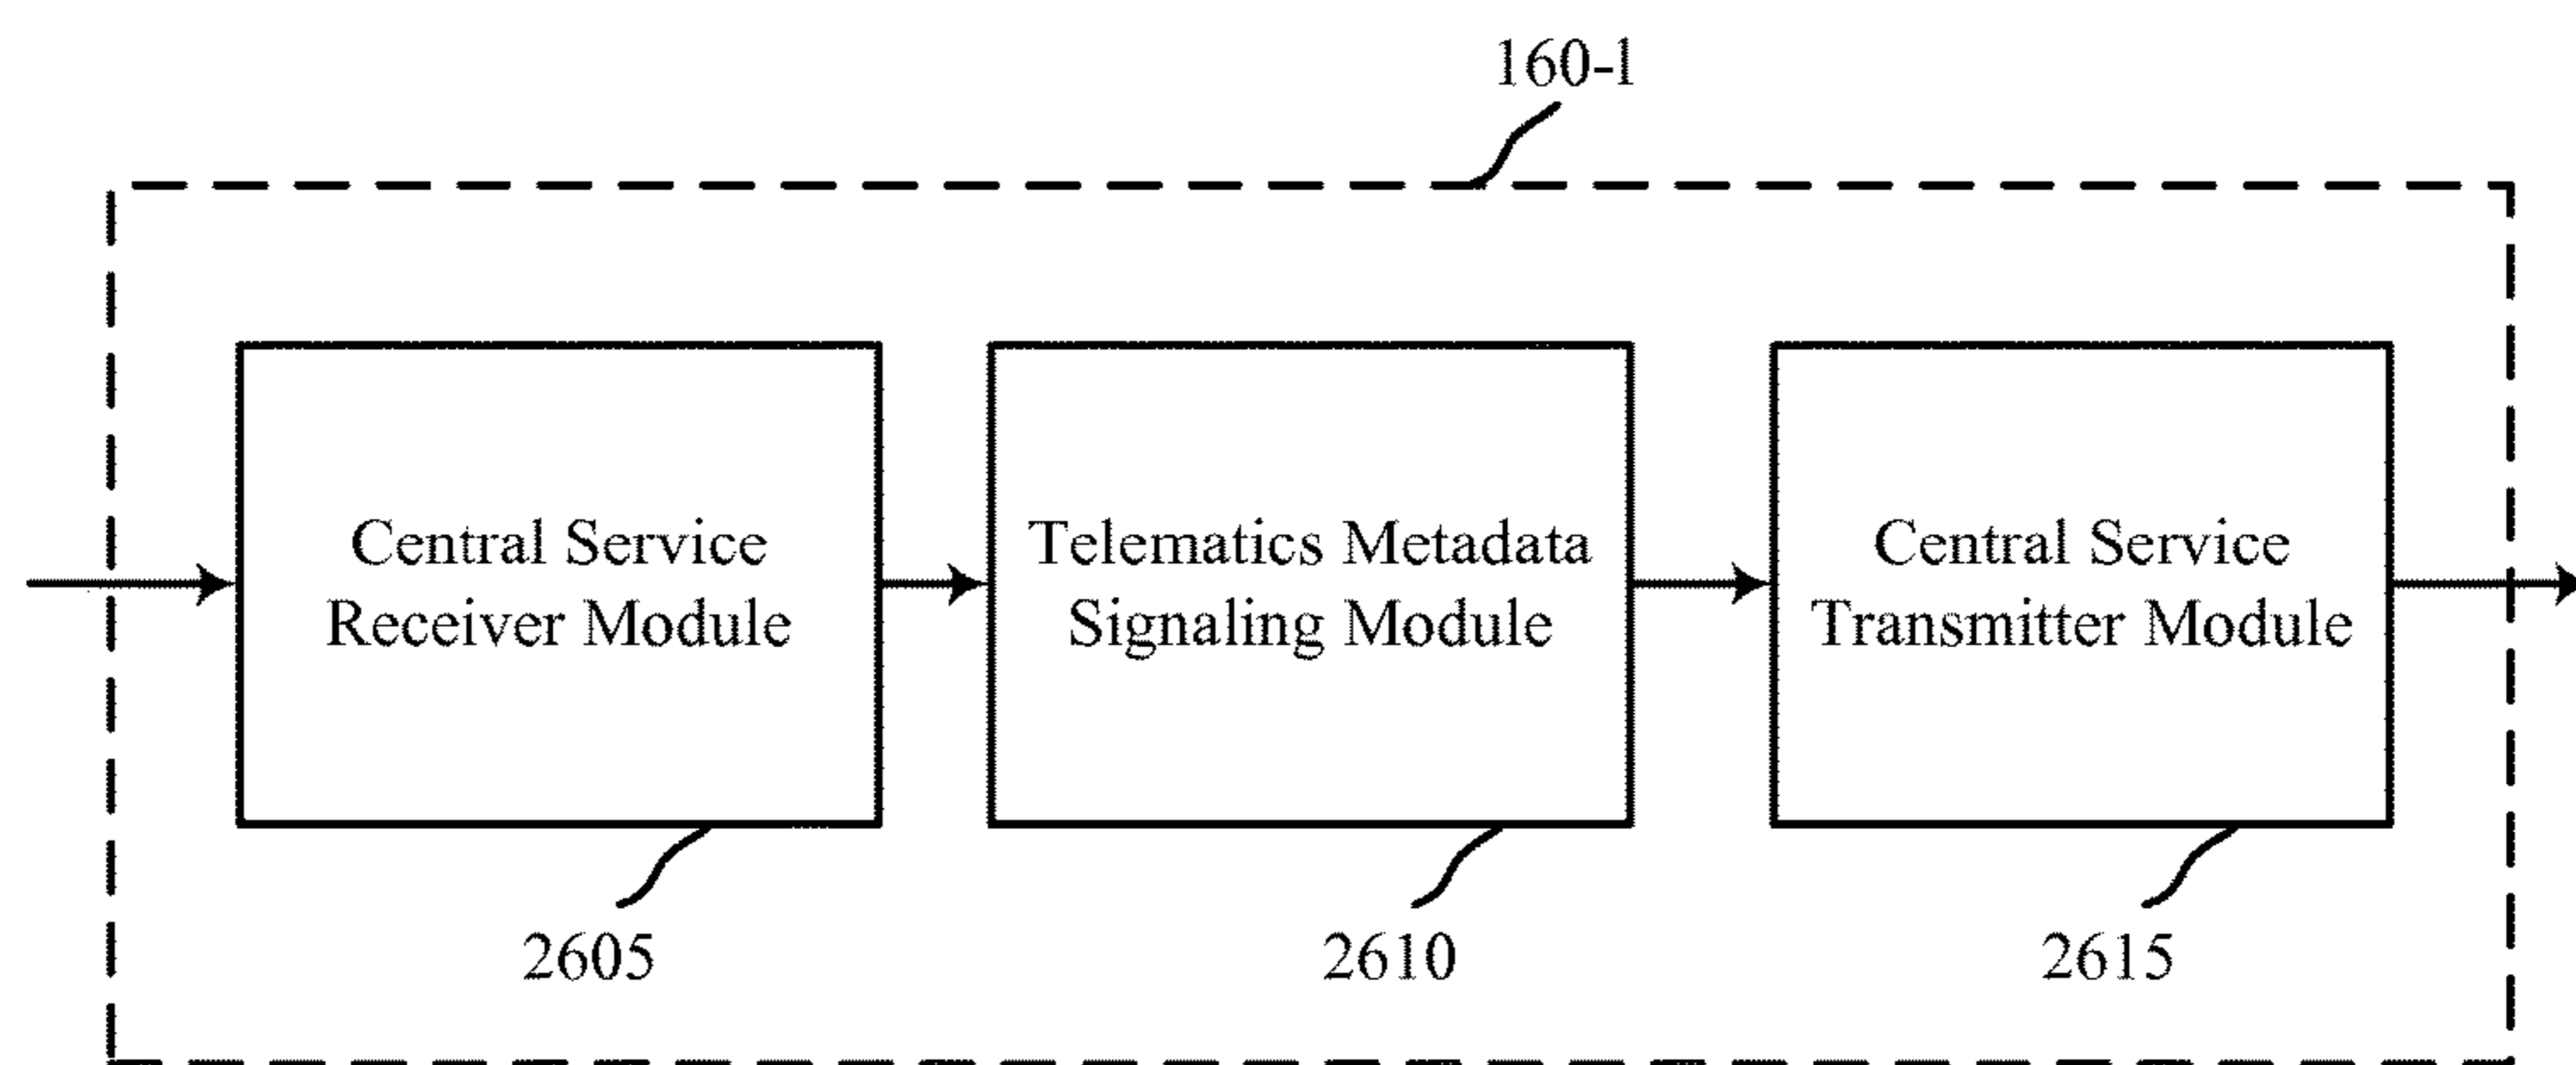 160-1
Central Service
Receiver Module
Telematics Metadata
Signaling Module
Central Service
Transmitter Module
2605
2610
2615